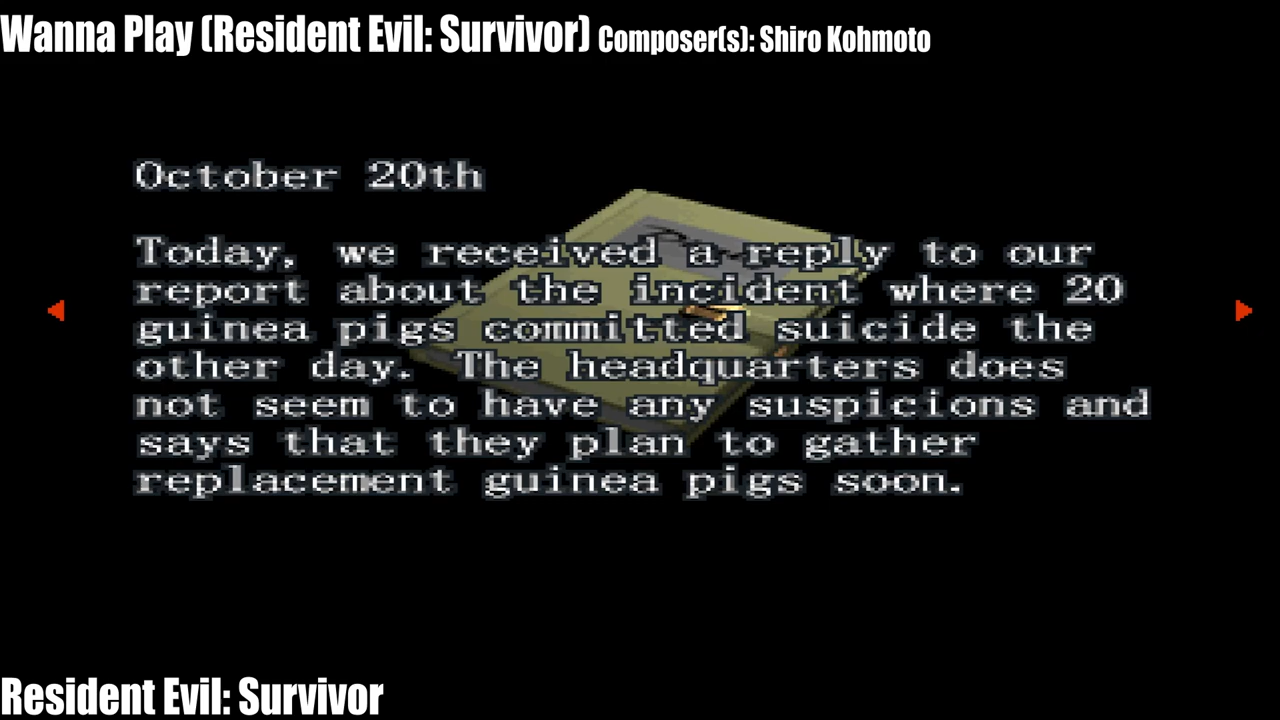 Wanna Play (Resident Evil: Survivor) Composer(s): Shiro Kohmoto
October 20th
Today, we received a reply to our
report about the incident where 20
guinea pigs committed suicide the
other day. The headquarters does
not seem to have any suspicions and
says that they plan to gather
replacement guinea pigs soon.
Resident Evil: Survivor